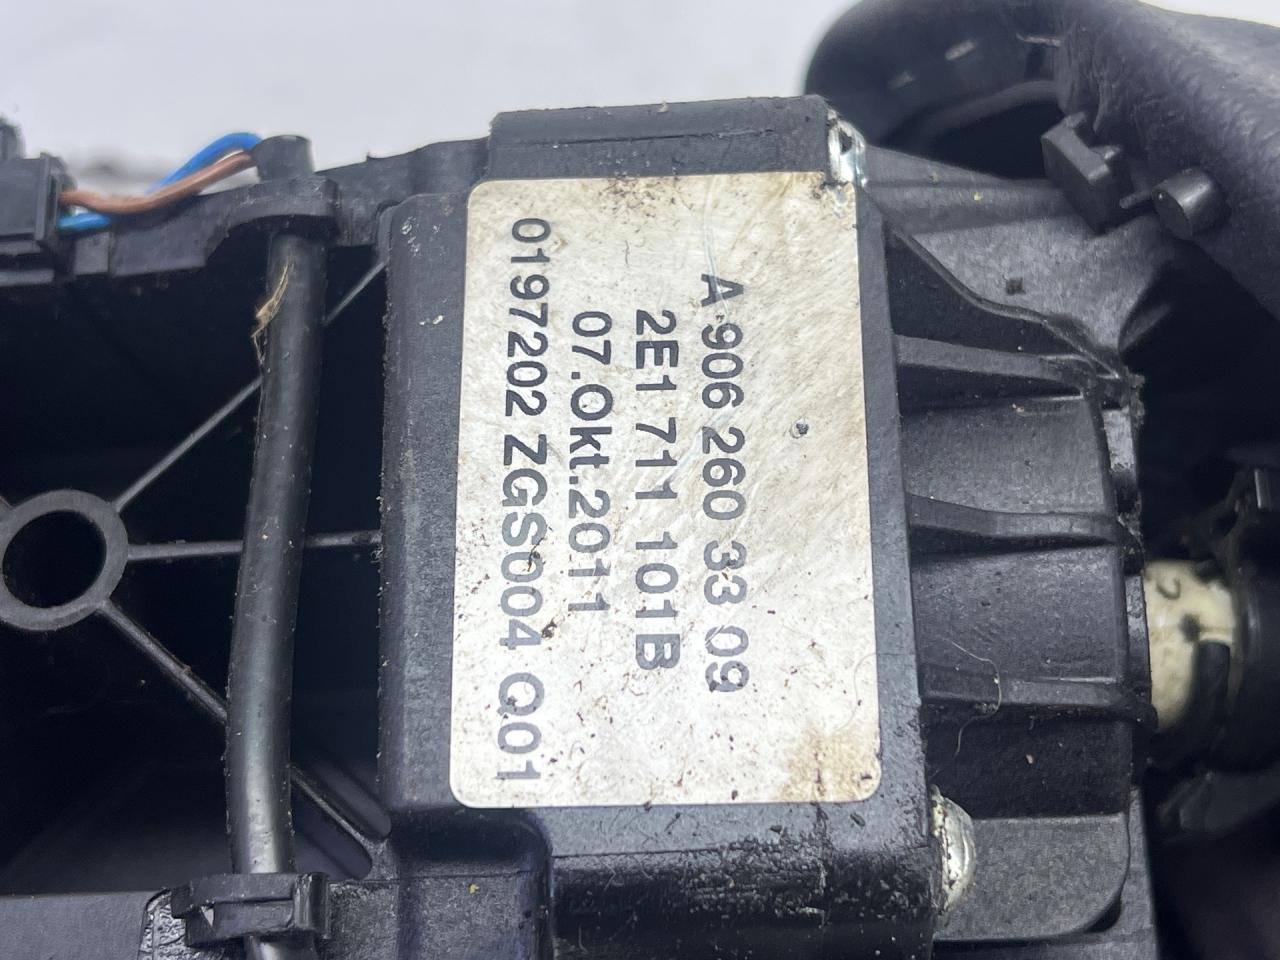 A 906 260 33 09
2E1 711 101B
07.Okt.2011
0197202 ZGS004 Q01